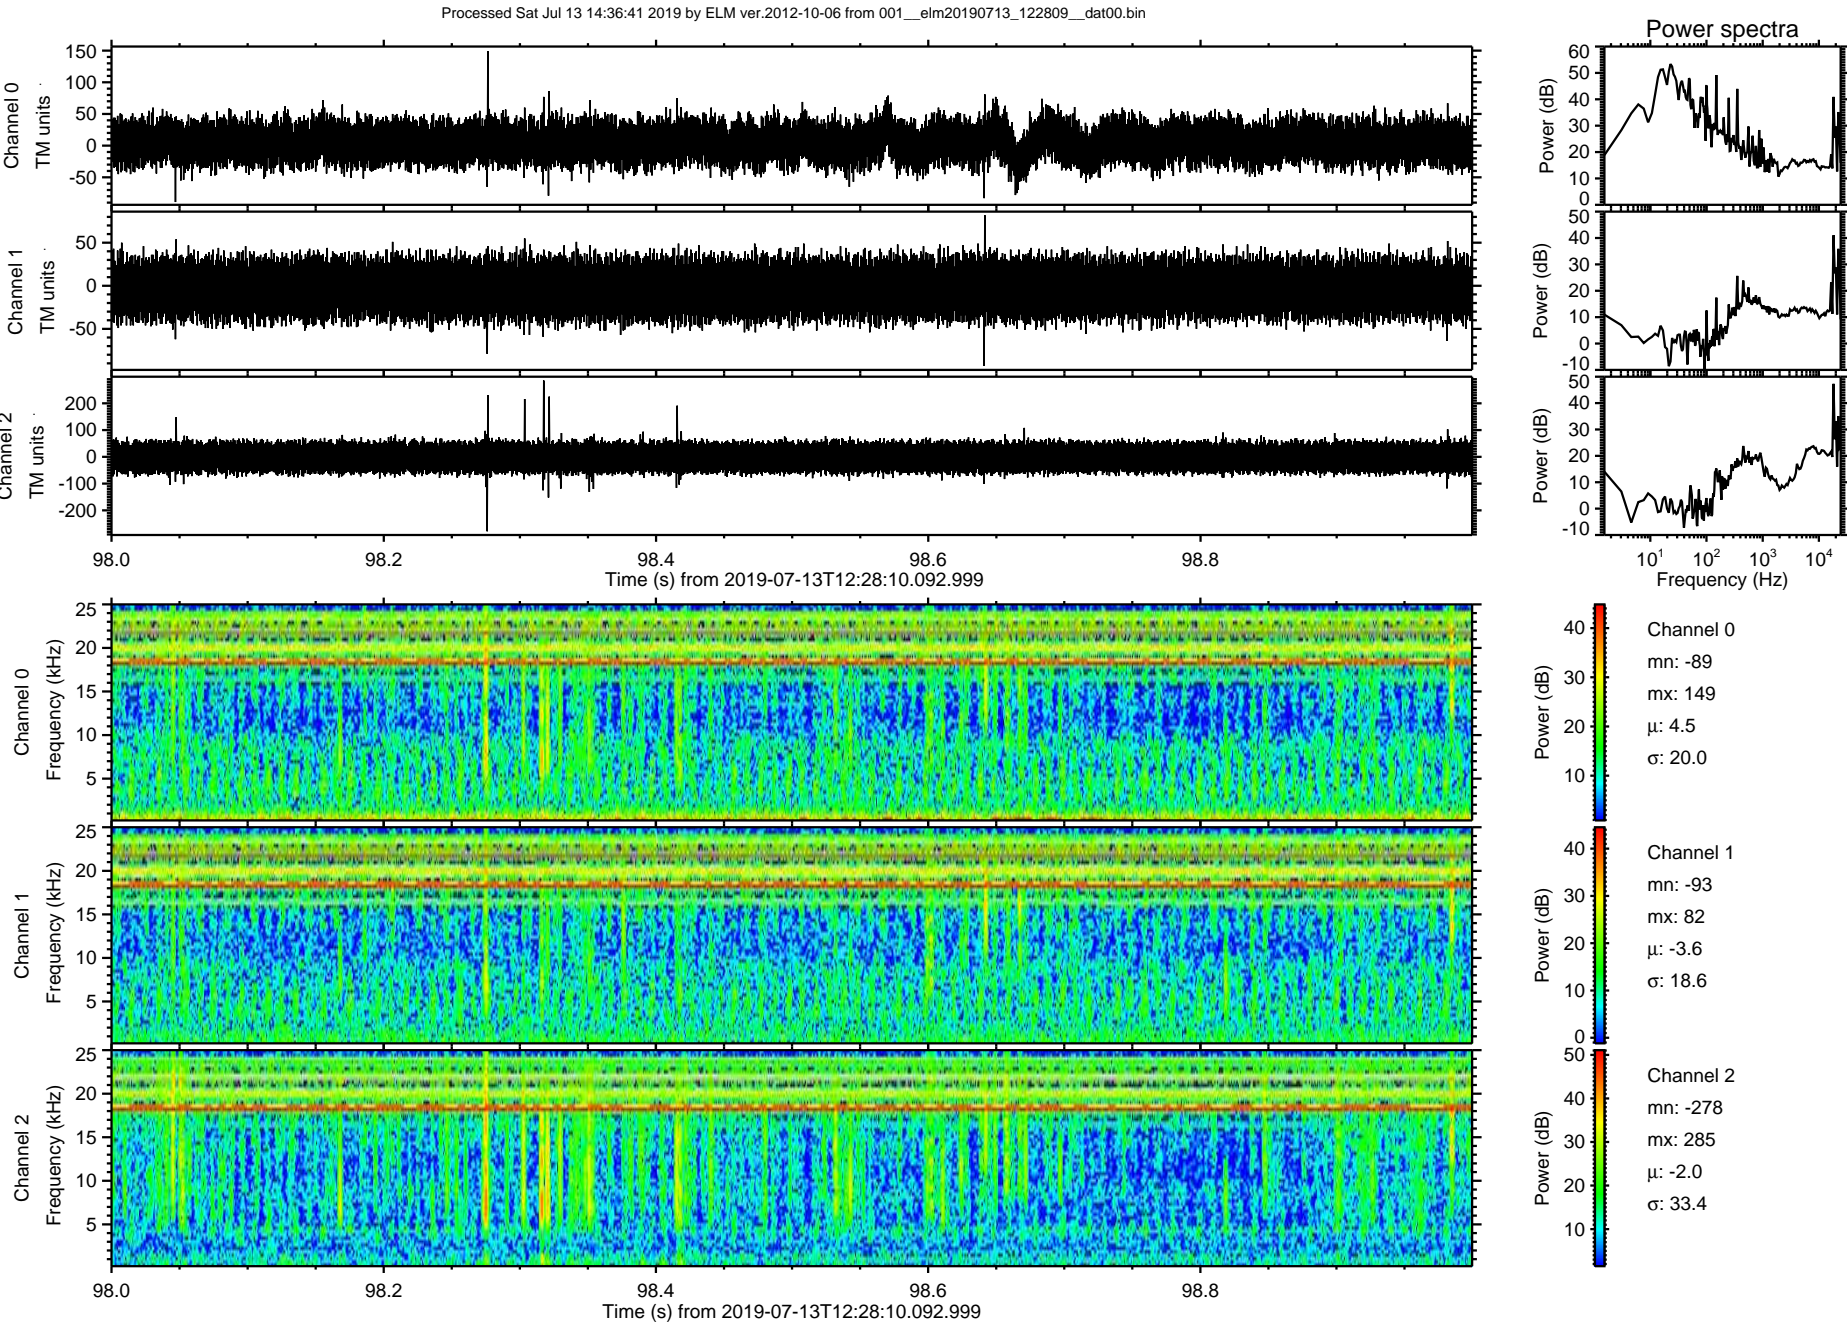 Processed Sat Jul 13 14:36:41 2019 by ELM ver.2012-10-06 from 001__elm20190713_122809__dat00.bin
Power spectra
Channel 0
TM units
150
100
50
0
-50
Power (dB)
60
50
40
30
20
10
0
Channel 1
TM units
50
0
-50
Power (dB)
50
40
30
20
10
0
-10
Channel 2
TM units
200
100
0
-100
-200
Power (dB)
50
40
30
20
10
0
-10
98.0 98.2 98.4 98.6 98.8
Time (s) from 2019-07-13T12:28:10.092.999
10¹ 10² 10³ 10⁴
Frequency (Hz)
Channel 0
Frequency (kHz)
25
20
15
10
5
Power (dB)
40
30
20
10
Channel 0
mn: -89
mx: 149
μ: 4.5
σ: 20.0
Channel 1
Frequency (kHz)
25
20
15
10
5
Power (dB)
40
30
20
10
0
Channel 1
mn: -93
mx: 82
μ: -3.6
σ: 18.6
Channel 2
Frequency (kHz)
25
20
15
10
5
Power (dB)
50
40
30
20
10
Channel 2
mn: -278
mx: 285
μ: -2.0
σ: 33.4
98.0 98.2 98.4 98.6 98.8
Time (s) from 2019-07-13T12:28:10.092.999